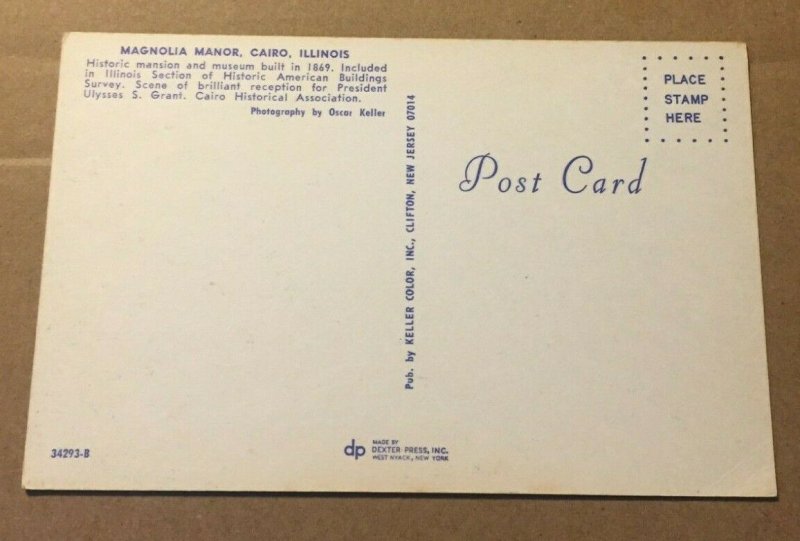 MAGNOLIA MANOR, CAIRO, ILLINOIS
Historic mansion and museum built in 1869. Included
in Illinois Section of Historic American Buildings
Survey. Scene of brilliant reception for President
Ulysses S. Grant. Cairo Historical Association.
Photography by Oscar Keller
Pub. by KELLER COLOR, INC., CLIFTON, NEW JERSEY 07014
PLACE
STAMP
HERE
Post Card
34293-B
dp
MADE BY
DEXTER PRESS, INC.
WEST NYACK, NEW YORK